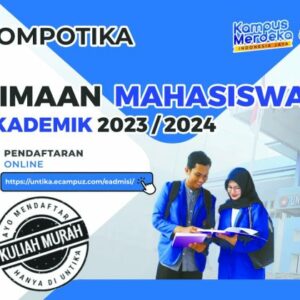 OMPOTIKA
Kampus
Merdeka
INDONESIA JAYA
IMAAN MAHASISWA
KADEMIK 2023 / 2024
PENDAFTARAN
ONLINE
https://untika.ecampuz.com/eadmisi/
AYO MENDAFTAR
KULIAH MURAH
HANYA DI UNTIKA